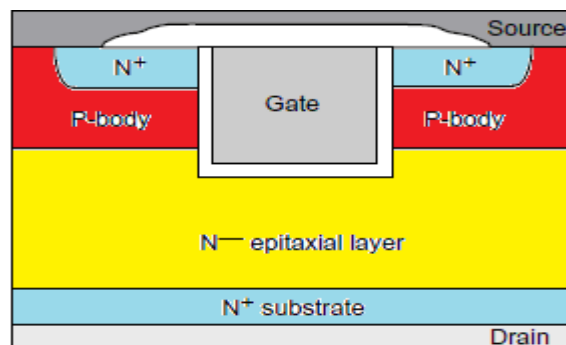 Source
N+ N+
Gate
P-body P-body
N— epitaxial layer
N+ substrate
Drain